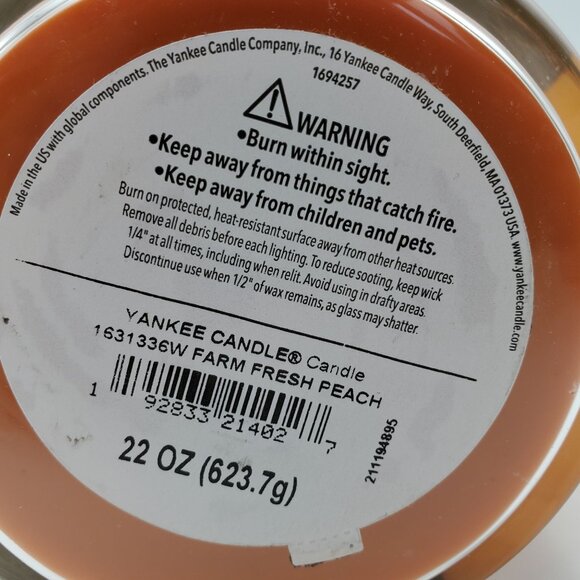 Made in the US with global components. The Yankee Candle Company, Inc., 16 Yankee Candle Way, South Deerfield, MA 01373 USA. www.yankeecandle.com
1694257
WARNING
•Burn within sight.
•Keep away from things that catch fire.
•Keep away from children and pets.
Burn on protected, heat-resistant surface away from other heat sources.
Remove all debris before each lighting. To reduce sooting, keep wick
1/4" at all times, including when relit. Avoid using in drafty areas.
Discontinue use when 1/2" of wax remains, as glass may shatter.
YANKEE CANDLE® Candle
1631336W FARM FRESH PEACH
1 92833 21402 7
211194895
22 OZ (623.7g)